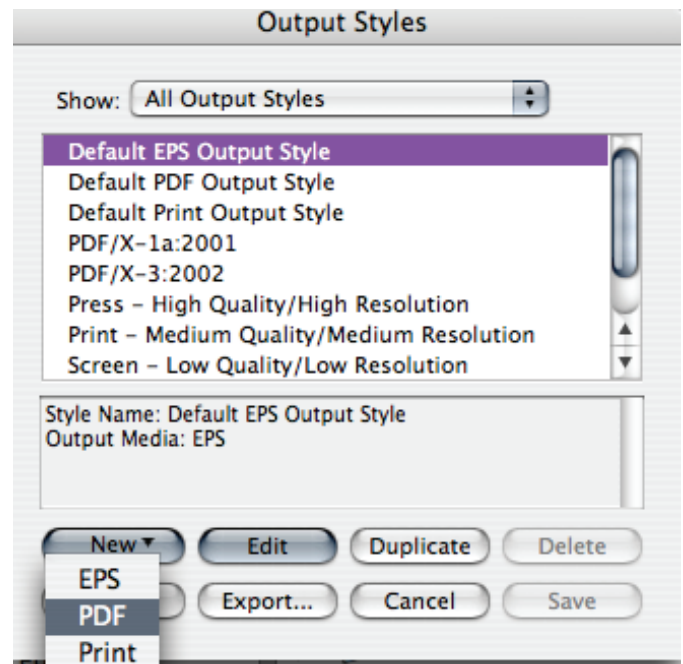 Output Styles
Show: All Output Styles
Default EPS Output Style
Default PDF Output Style
Default Print Output Style
PDF/X-1a:2001
PDF/X-3:2002
Press – High Quality/High Resolution
Print – Medium Quality/Medium Resolution
Screen – Low Quality/Low Resolution
Style Name: Default EPS Output Style
Output Media: EPS
New Edit Duplicate Delete
EPS
PDF Export... Cancel Save
Print